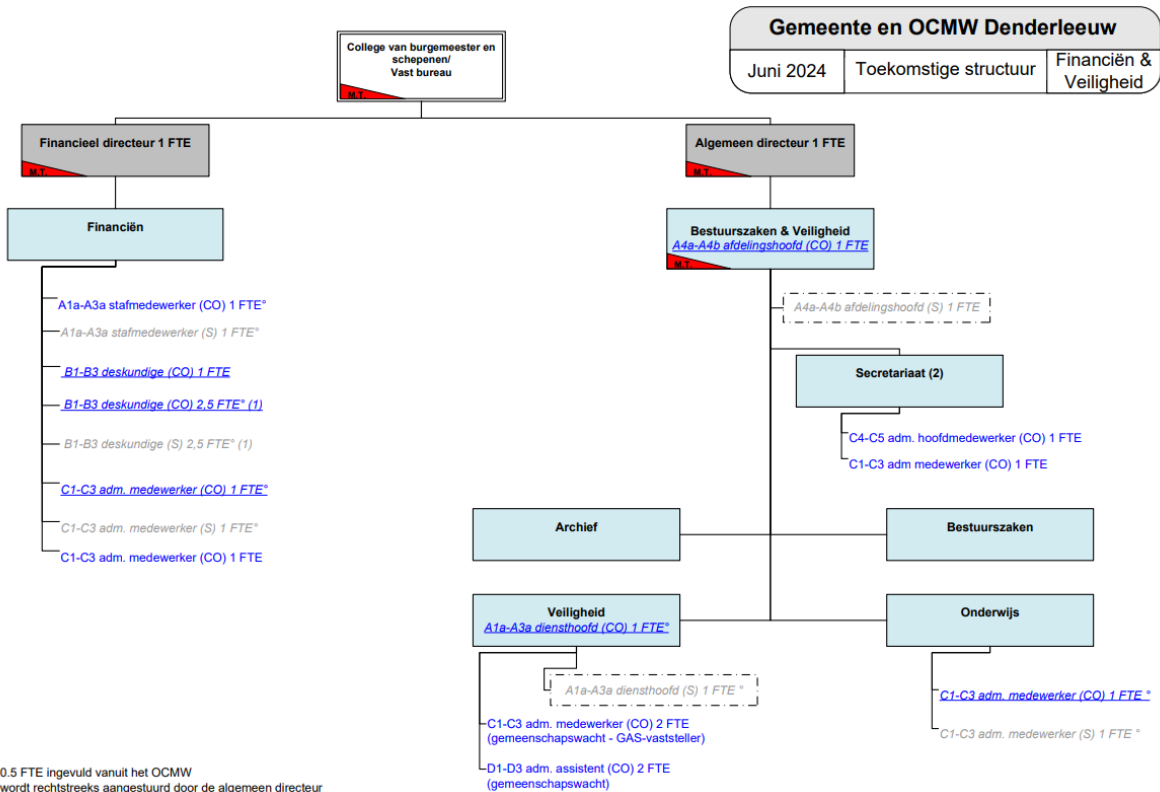 Gemeente en OCMW Denderleeuw
Juni 2024
Toekomstige structuur
Financiën &
Veiligheid
College van burgemeester en
schepenen/
Vast bureau
M.T.
Financieel directeur 1 FTE
M.T.
Algemeen directeur 1 FTE
M.T.
Financiën
A1a-A3a stafmedewerker (CO) 1 FTE°
A1a-A3a stafmedewerker (S) 1 FTE°
B1-B3 deskundige (CO) 1 FTE
B1-B3 deskundige (CO) 2,5 FTE° (1)
B1-B3 deskundige (S) 2,5 FTE° (1)
C1-C3 adm. medewerker (CO) 1 FTE°
C1-C3 adm. medewerker (S) 1 FTE°
C1-C3 adm. medewerker (CO) 1 FTE
Bestuurszaken & Veiligheid
A4a-A4b afdelingshoofd (CO) 1 FTE
M.T.
A4a-A4b afdelingshoofd (S) 1 FTE
Secretariaat (2)
C4-C5 adm. hoofdmedewerker (CO) 1 FTE
C1-C3 adm medewerker (CO) 1 FTE
Archief
Bestuurszaken
Veiligheid
A1a-A3a diensthoofd (CO) 1 FTE°
A1a-A3a diensthoofd (S) 1 FTE °
C1-C3 adm. medewerker (CO) 2 FTE
(gemeenschapswacht - GAS-vaststeller)
D1-D3 adm. assistent (CO) 2 FTE
(gemeenschapswacht)
Onderwijs
C1-C3 adm. medewerker (CO) 1 FTE °
C1-C3 adm. medewerker (S) 1 FTE °
0.5 FTE ingevuld vanuit het OCMW
wordt rechtstreeks aangestuurd door de algemeen directeur